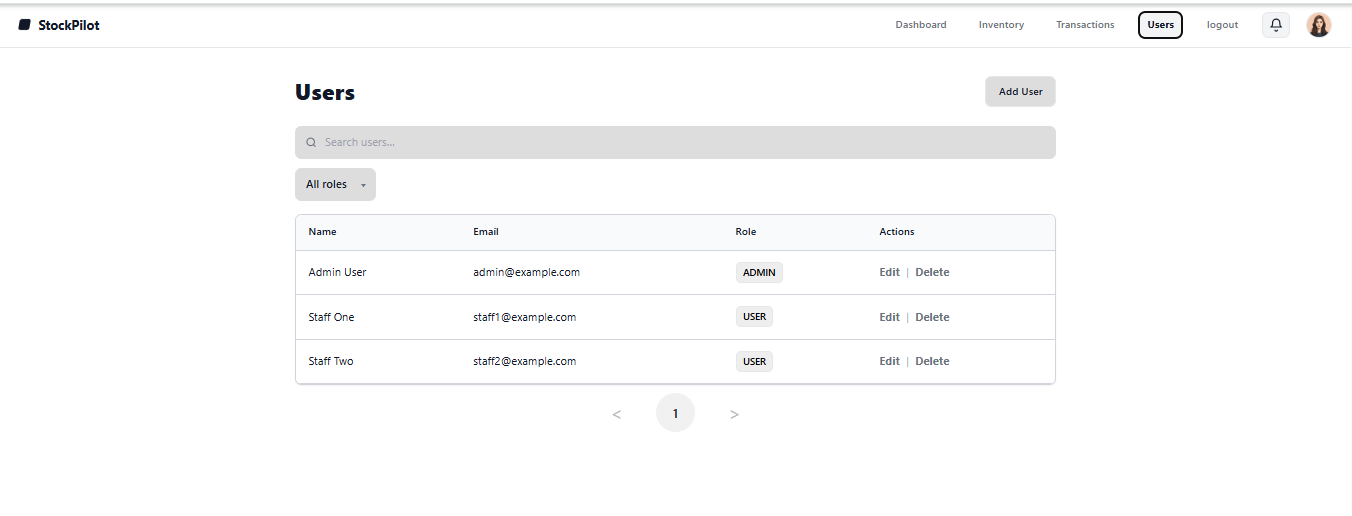 StockPilot Dashboard Inventory Transactions Users logout
Users Add User
Search users...
All roles
Name Email Role Actions
Admin User admin@example.com ADMIN Edit | Delete
Staff One staff1@example.com USER Edit | Delete
Staff Two staff2@example.com USER Edit | Delete
< 1 >